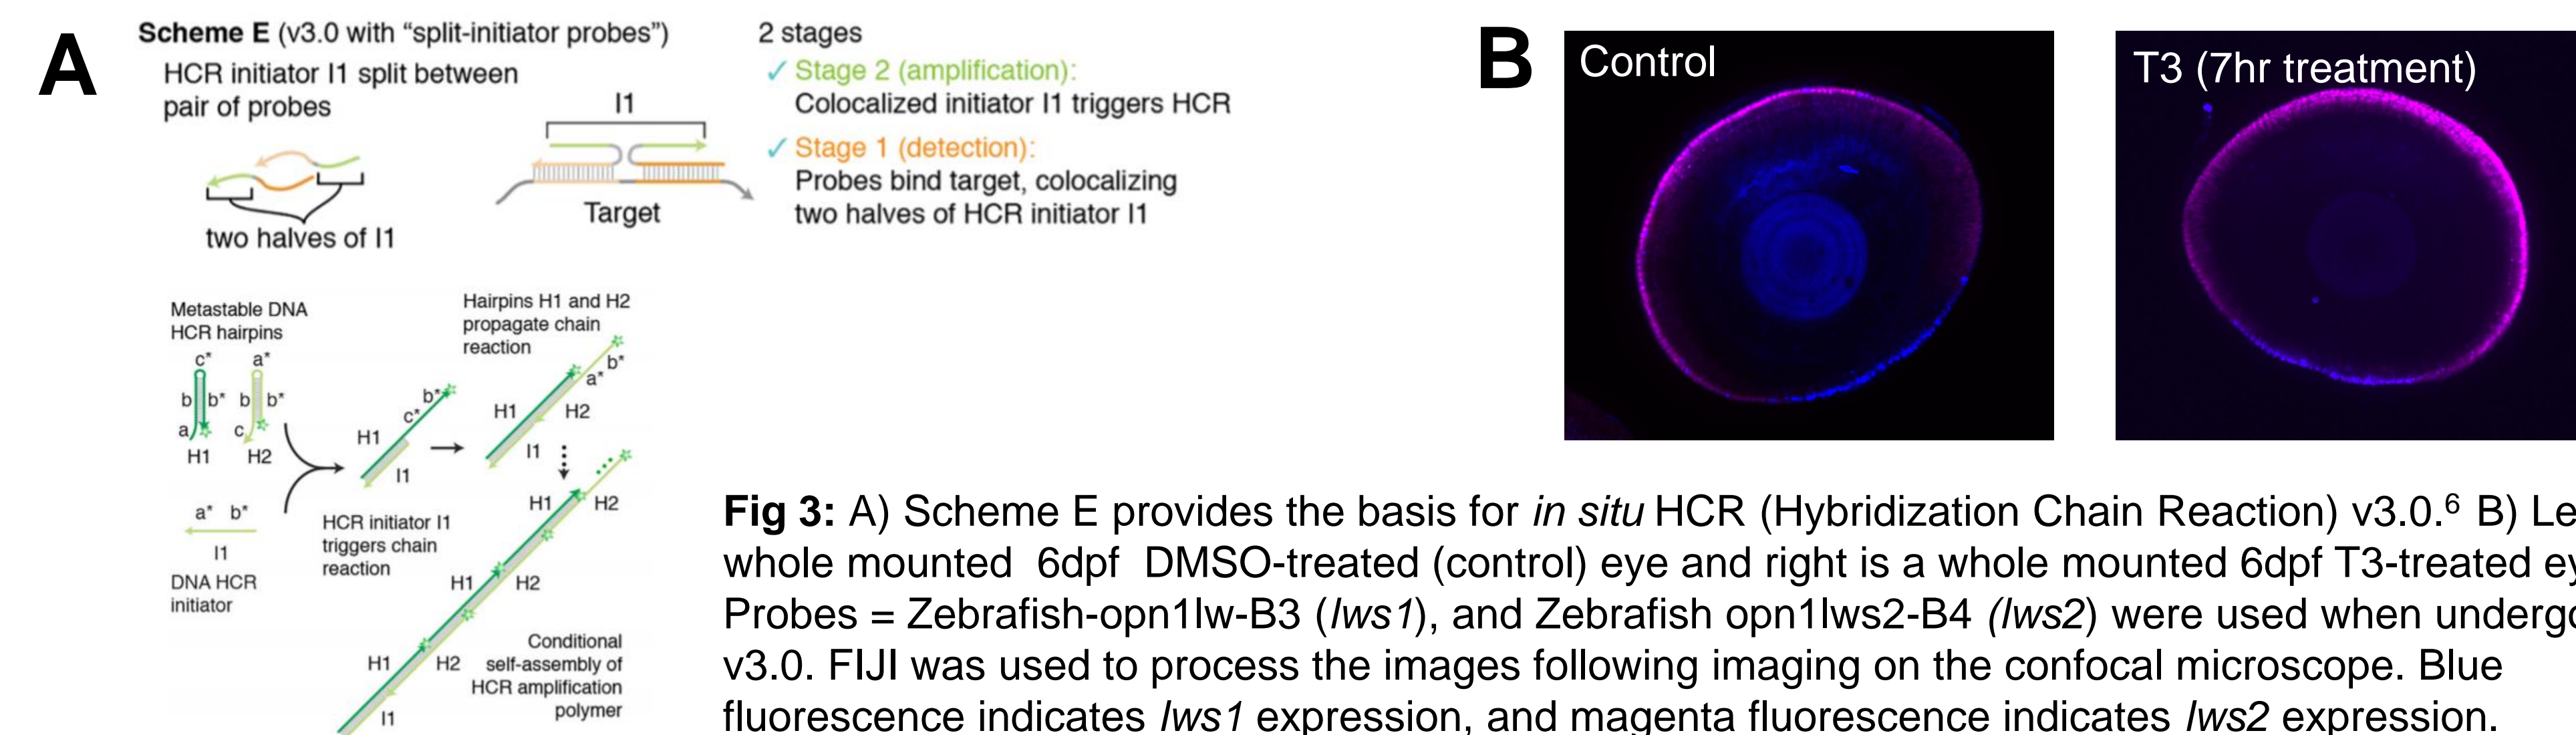 A
Scheme E (v3.0 with “split-initiator probes”)
HCR initiator I1 split between
pair of probes
two halves of I1
I1
Target
2 stages
✓ Stage 2 (amplification):
Colocalized initiator I1 triggers HCR
✓ Stage 1 (detection):
Probes bind target, colocalizing
two halves of HCR initiator I1
Metastable DNA
HCR hairpins
c* a*
b b* b b*
a c
H1 H2
a* b*
I1
DNA HCR
initiator
b*
c*
H1
I1
HCR initiator I1
triggers chain
reaction
Hairpins H1 and H2
propagate chain
reaction
b*
a*
H1 H2
I1
H1 H2
H1 H2
H1 H2
I1
Conditional
self-assembly of
HCR amplification
polymer
B
Control
T3 (7hr treatment)
Fig 3: A) Scheme E provides the basis for in situ HCR (Hybridization Chain Reaction) v3.0.⁶ B)
whole mounted 6dpf DMSO-treated (control) eye and right is a whole mounted 6dpf T3-treated
Probes = Zebrafish-opn1lw-B3 (lws1), and Zebrafish opn1lws2-B4 (lws2) were used when
v3.0. FIJI was used to process the images following imaging on the confocal microscope. Blue
fluorescence indicates lws1 expression, and magenta fluorescence indicates lws2 expression.